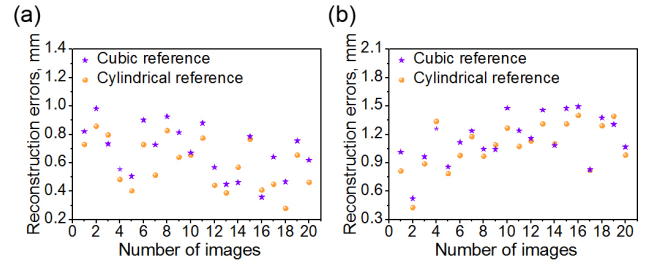 (a)
Reconstruction errors, mm
1.4
1.2
1.0
0.8
0.6
0.4
0.2
Cubic reference
Cylindrical reference
0 2 4 6 8 10 12 14 16 18 20
Number of images
(b)
Reconstruction errors, mm
2.1
1.8
1.5
1.2
0.9
0.6
0.3
Cubic reference
Cylindrical reference
0 2 4 6 8 10 12 14 16 18 20
Number of images